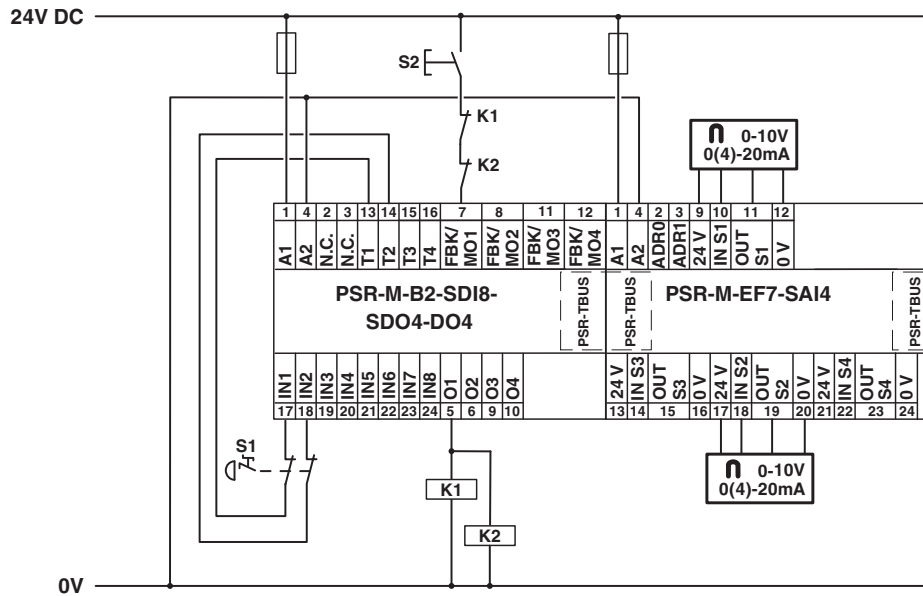 24V DC
S2
K1
K2
0-10V
0(4)-20mA
1 4 2 3 13 14 15 16 7 8 11 12 1 4 2 3 9 10 11 12
A1 A2 N.C. N.C. T1 T2 T3 T4 FBK/MO1 FBK/MO2 FBK/MO3 FBK/MO4 A1 A2 ADR0 ADR1 24 V IN S1 OUT S1 0 V
PSR-M-B2-SDI8-
SDO4-DO4
PSR-TBUS
PSR-TBUS
PSR-M-EF7-SAI4
PSR-TBUS
IN1 IN2 IN3 IN4 IN5 IN6 IN7 IN8 O1 O2 O3 O4 24 V IN S3 OUT S3 0 V 24 V IN S2 OUT S2 0 V 24 V IN S4 OUT S4 0 V
17 18 19 20 21 22 23 24 5 6 9 10 13 14 15 16 17 18 19 20 21 22 23 24
S1
K1
K2
0-10V
0(4)-20mA
0V